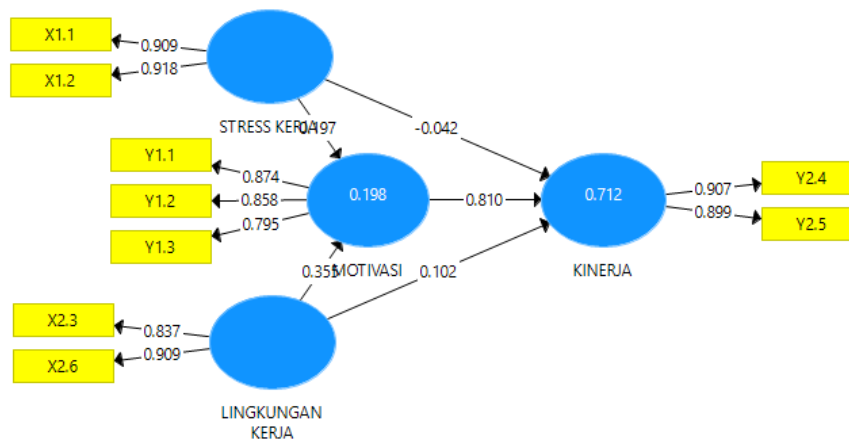 X1.1
0.909
X1.2
0.918
STRESS KERJA
0.197
-0.042
Y1.1
0.874
Y1.2
0.858
Y1.3
0.795
0.198
MOTIVASI
0.810
0.712
KINERJA
0.907
Y2.4
0.899
Y2.5
0.355
0.102
X2.3
0.837
X2.6
0.909
LINGKUNGAN
KERJA